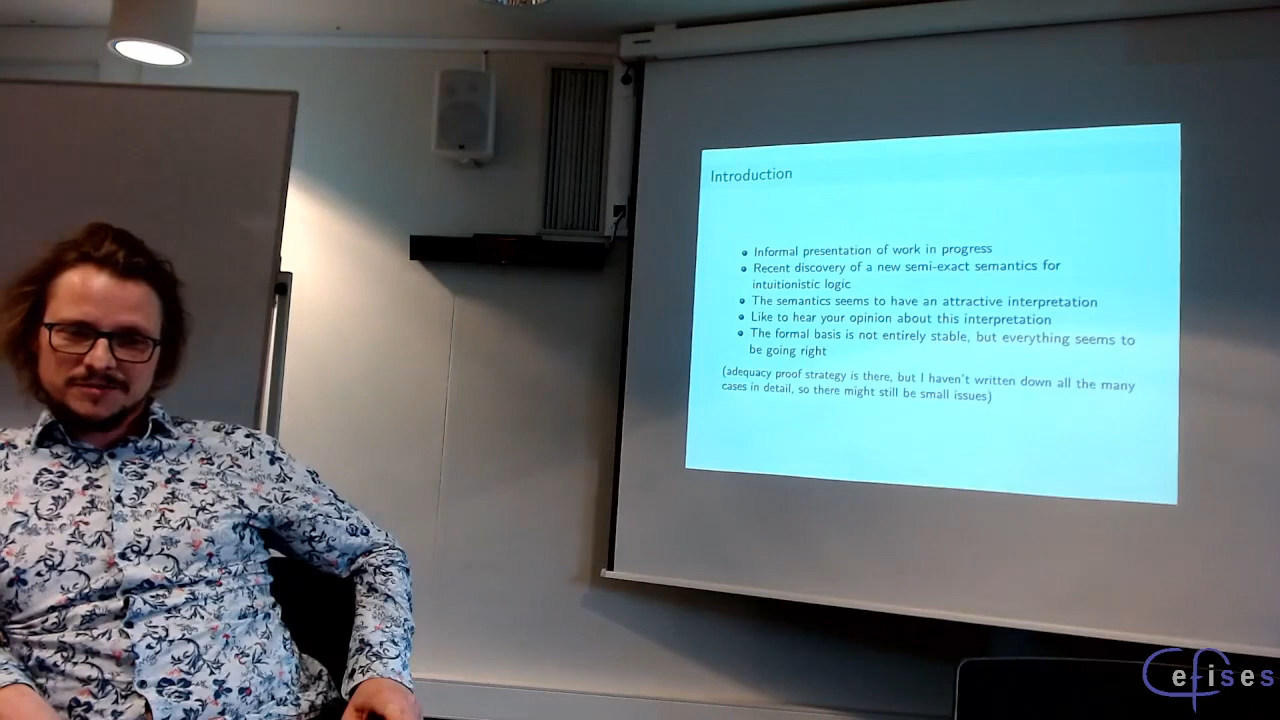 Introduction
Informal presentation of work in progress
Recent discovery of a new semi-exact semantics for
intuitionistic logic
The semantics seems to have an attractive interpretation
Like to hear your opinion about this interpretation
The formal basis is not entirely stable, but everything seems to
be going right
(adequacy proof strategy is there, but I haven't written down all the many
cases in detail, so there might still be small issues)
Cefises